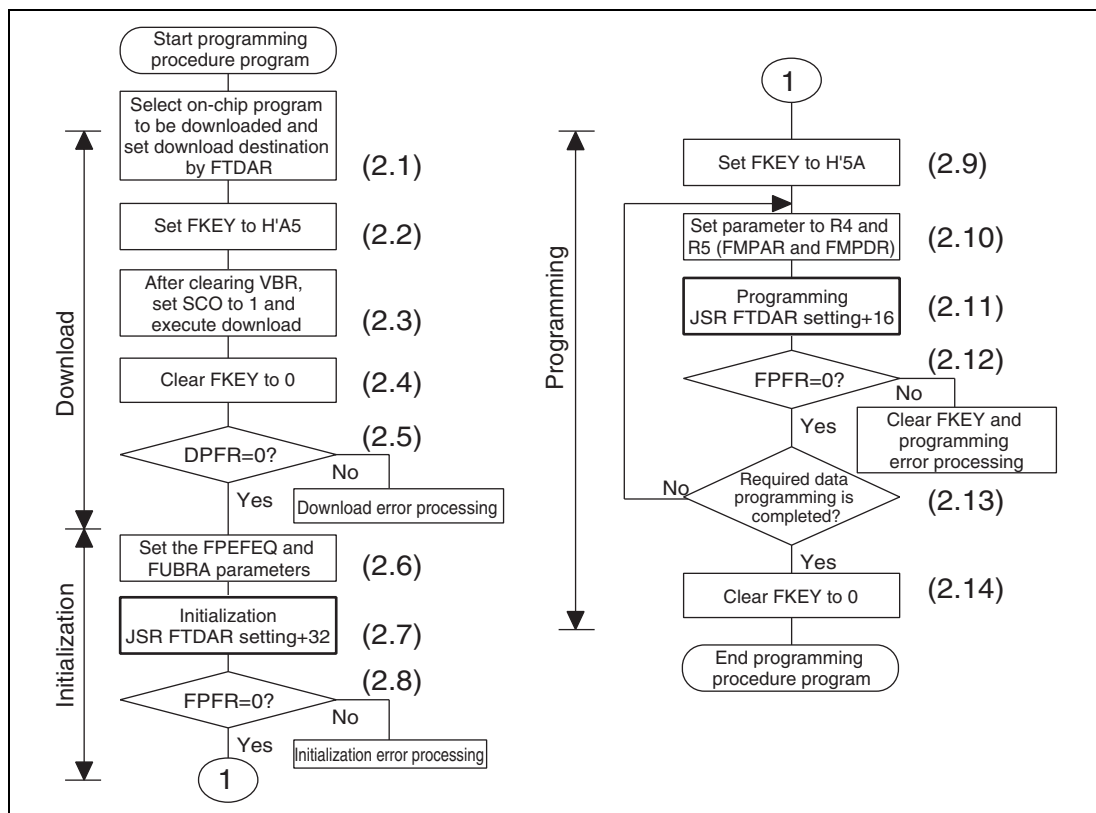 Start programming
procedure program
Select on-chip program
to be downloaded and
set download destination
by FTDAR
(2.1)
Set FKEY to H'A5
(2.2)
After clearing VBR,
set SCO to 1 and
execute download
(2.3)
Clear FKEY to 0
(2.4)
DPFR=0?
(2.5)
No
Yes
Download error processing
Download
Set the FPEFEQ and
FUBRA parameters
(2.6)
Initialization
JSR FTDAR setting+32
(2.7)
FPFR=0?
(2.8)
No
Yes
Initialization error processing
Initialization
1
1
Set FKEY to H'5A
(2.9)
Set parameter to R4 and
R5 (FMPAR and FMPDR)
(2.10)
Programming
JSR FTDAR setting+16
(2.11)
FPFR=0?
(2.12)
No
Yes
Clear FKEY and
programming
error processing
Required data
programming is
completed?
(2.13)
No
Yes
Clear FKEY to 0
(2.14)
Programming
End programming
procedure program